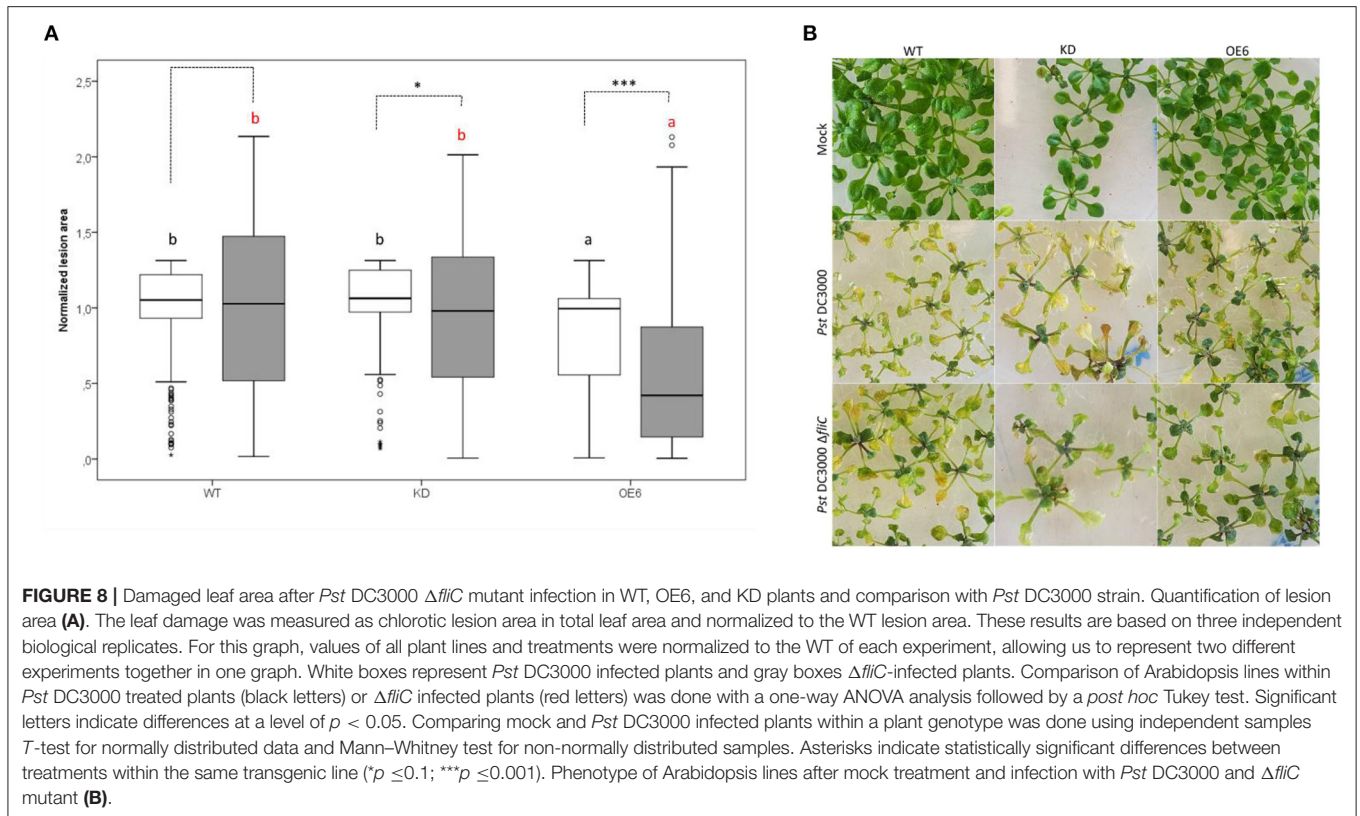 A
B
WT
KD
OE6
2,5
2,0
1,5
1,0
,5
,0
Normalized lesion area
b
b
b
*
b
a
***
a
WT
KD
OE6
Mock
Pst DC3000
Pst DC3000 ΔfliC
FIGURE 8 | Damaged leaf area after Pst DC3000 ΔfliC mutant infection in WT, OE6, and KD plants and comparison with Pst DC3000 strain. Quantification of lesion
area (A). The leaf damage was measured as chlorotic lesion area in total leaf area and normalized to the WT lesion area. These results are based on three independent
biological replicates. For this graph, values of all plant lines and treatments were normalized to the WT of each experiment, allowing us to represent two different
experiments together in one graph. White boxes represent Pst DC3000 infected plants and gray boxes ΔfliC-infected plants. Comparison of Arabidopsis lines within
Pst DC3000 treated plants (black letters) or ΔfliC infected plants (red letters) was done with a one-way ANOVA analysis followed by a post hoc Tukey test. Significant
letters indicate differences at a level of p < 0.05. Comparing mock and Pst DC3000 infected plants within a plant genotype was done using independent samples
T-test for normally distributed data and Mann–Whitney test for non-normally distributed samples. Asterisks indicate statistically significant differences between
treatments within the same transgenic line (*p ≤0.1; ***p ≤0.001). Phenotype of Arabidopsis lines after mock treatment and infection with Pst DC3000 and ΔfliC
mutant (B).